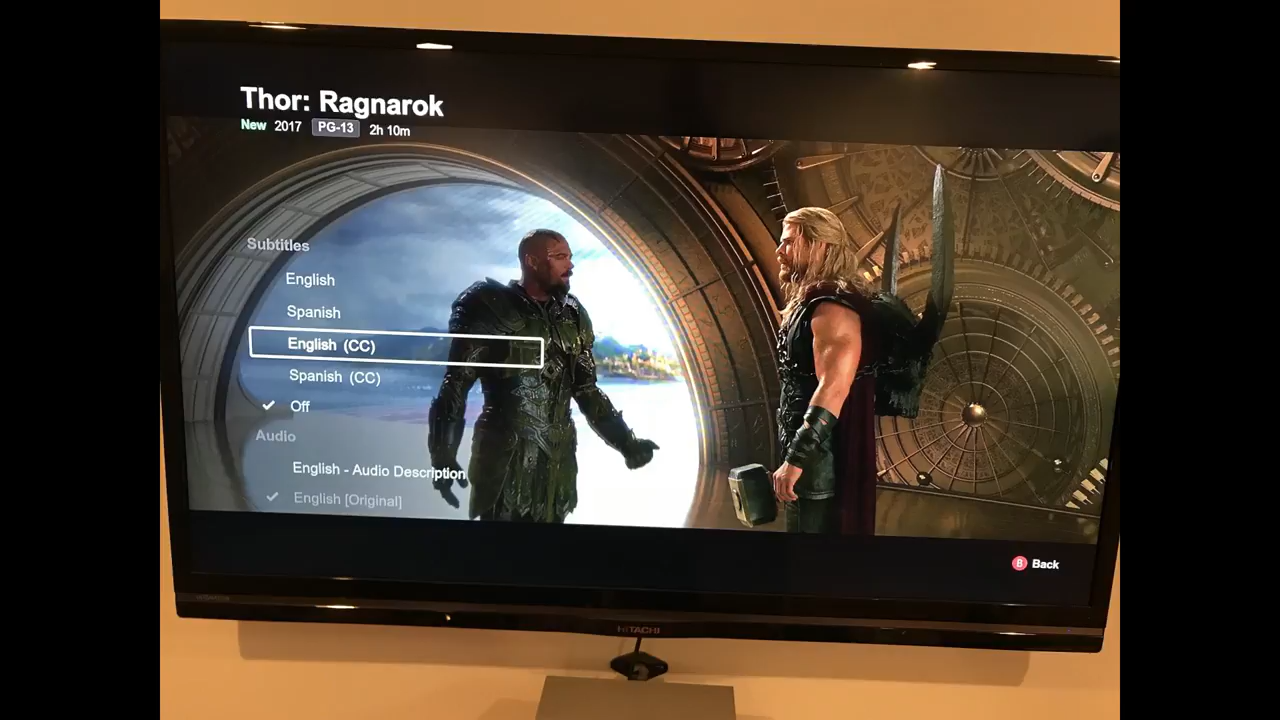 Thor: Ragnarok
New 2017 PG-13 2h 10m
Subtitles
English
Spanish
English (CC)
Spanish (CC)
Off
Audio
English - Audio Description
English [Original]
B Back
HITACHI